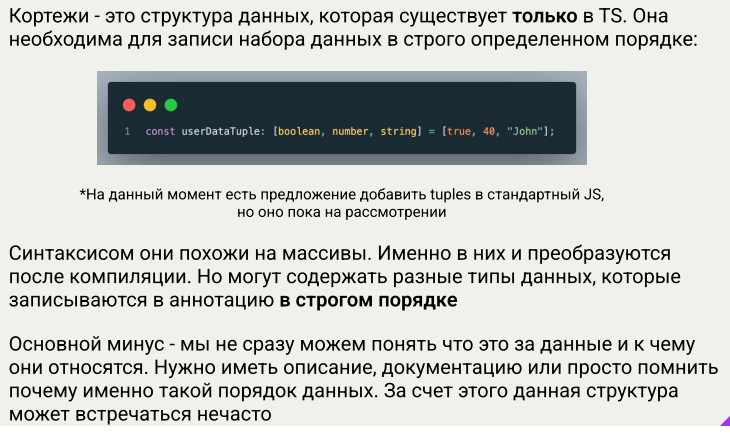 Кортежи - это структура данных, которая существует только в TS. Она
необходима для записи набора данных в строго определенном порядке:
1 const userDataTuple: [boolean, number, string] = [true, 40, "John"];
*На данный момент есть предложение добавить tuples в стандартный JS,
но оно пока на рассмотрении
Синтаксисом они похожи на массивы. Именно в них и преобразуются
после компиляции. Но могут содержать разные типы данных, которые
записываются в аннотацию в строгом порядке
Основной минус - мы не сразу можем понять что это за данные и к чему
они относятся. Нужно иметь описание, документацию или просто помнить
почему именно такой порядок данных. За счет этого данная структура
может встречаться нечасто